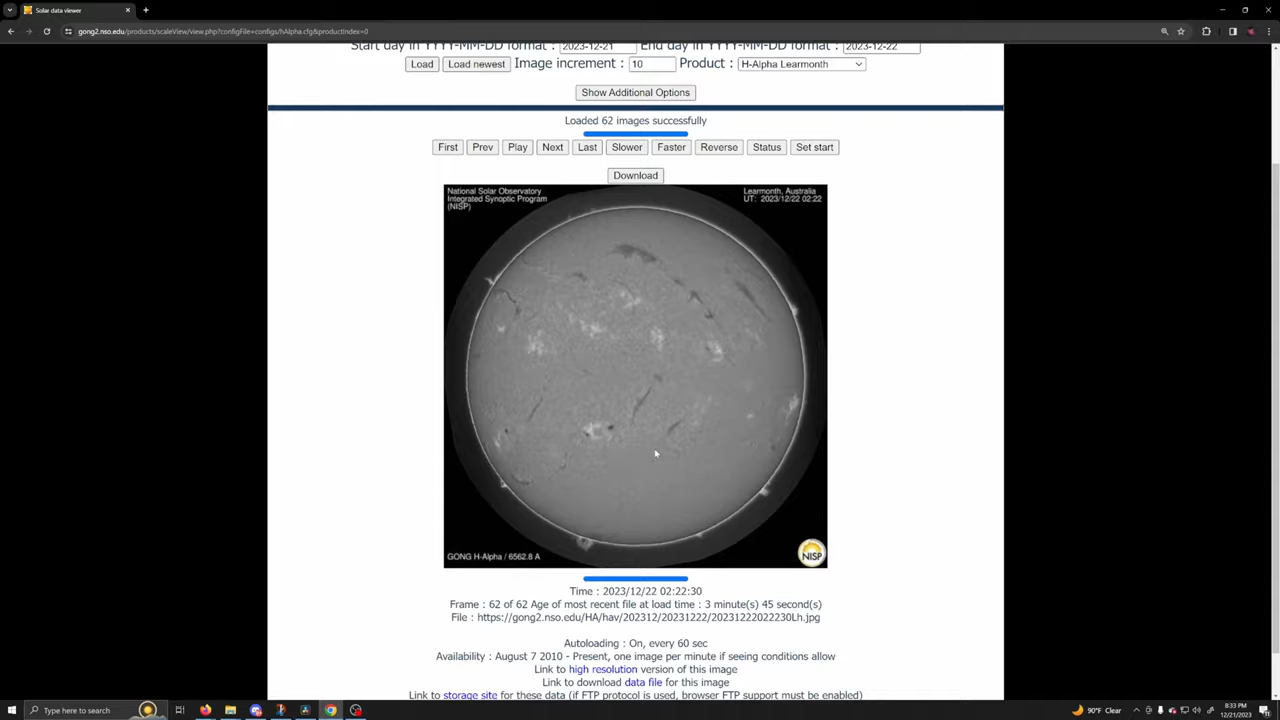 Solar data viewer
gong2.nso.edu/products/scaleView/view.php?configFile=configs/hAlpha.cfg&productIndex=0
Start day in YYYY-MM-DD format : 2023-12-21 End day in YYYY-MM-DD format : 2023-12-22
Load Load newest Image increment : 10 Product : H-Alpha Learmonth
Show Additional Options
Loaded 62 images successfully
First Prev Play Next Last Slower Faster Reverse Status Set start
Download
National Solar Observatory
Integrated Synoptic Program
(NISP)
Learmonth, Australia
UT: 2023/12/22 02:22
GONG H-Alpha / 6562.8 A
NISP
Time : 2023/12/22 02:22:30
Frame : 62 of 62 Age of most recent file at load time : 3 minute(s) 45 second(s)
File : https://gong2.nso.edu/HA/hav/202312/20231222/20231222022230Lh.jpg
Autoloading : On, every 60 sec
Availability : August 7 2010 - Present, one image per minute if seeing conditions allow
Link to high resolution version of this image
Link to download data file for this image
Link to storage site for these data (if FTP protocol is used, browser FTP support must be enabled)
Type here to search
90°F Clear
8:33 PM
12/21/2023